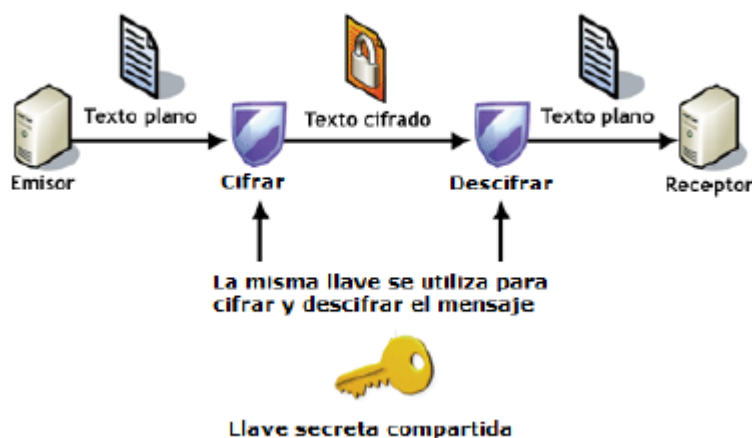 Texto plano
Texto cifrado
Texto plano
Emisor
Cifrar
Descifrar
Receptor
La misma llave se utiliza para
cifrar y descifrar el mensaje
Llave secreta compartida